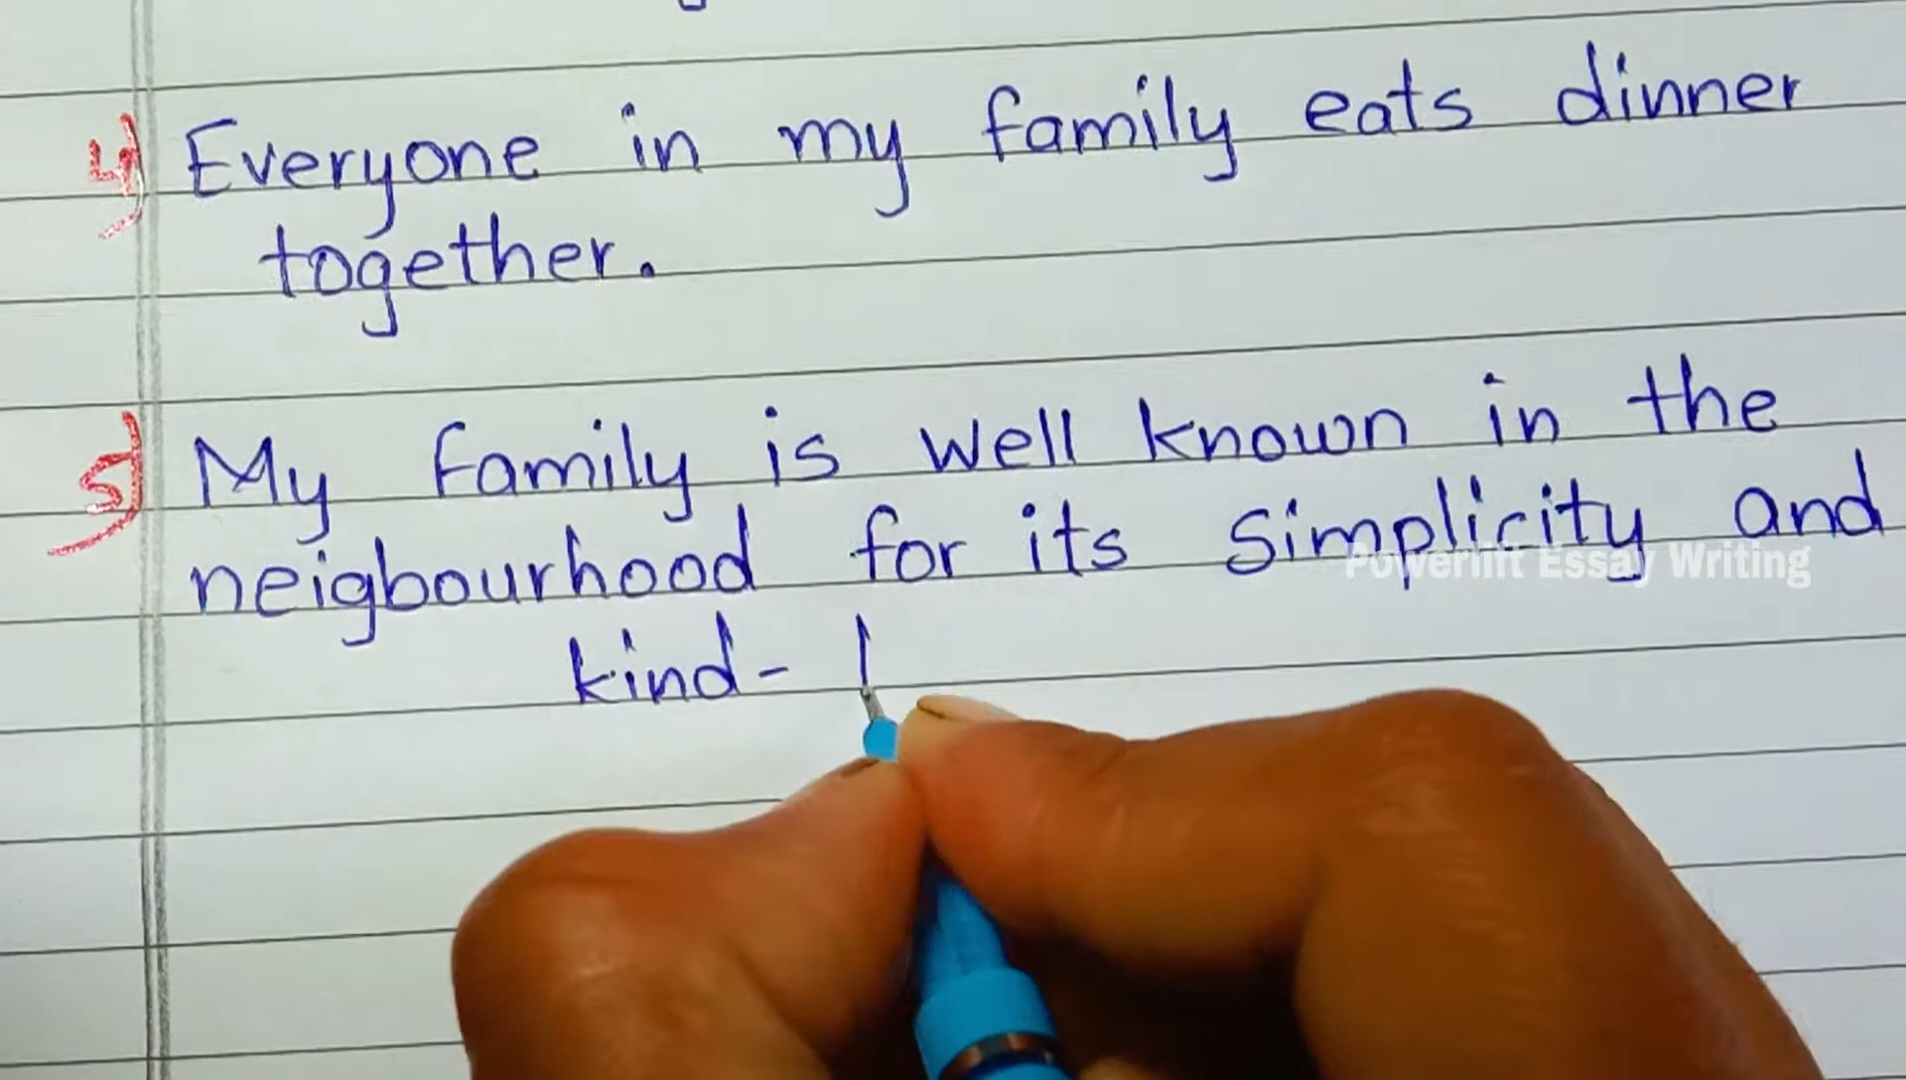 4) Everyone in my family eats dinner
together.
5) My family is well known in the
neigbourhood for its simplicity and
Powerlift Essay Writing
kind-